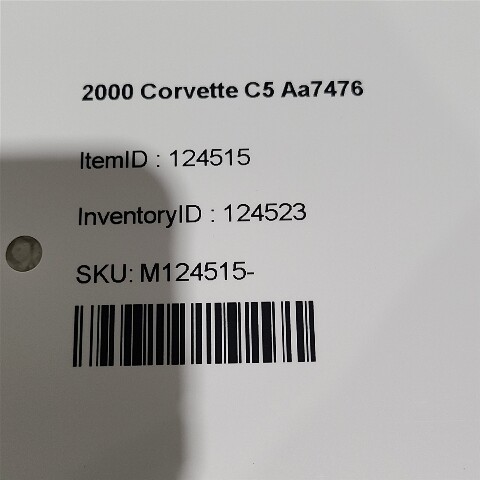 2000 Corvette C5 Aa7476
ItemID : 124515
InventoryID : 124523
SKU: M124515-